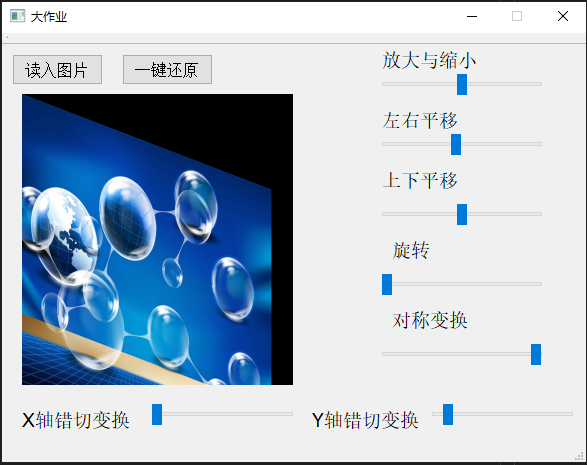 大作业
读入图片
一键还原
放大与缩小
左右平移
上下平移
旋转
对称变换
X轴错切变换
Y轴错切变换